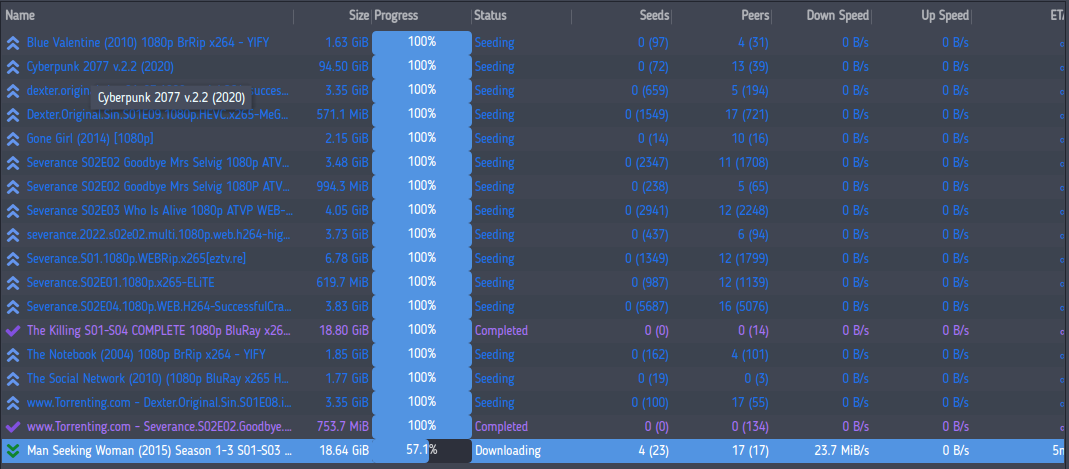 Name Size Progress Status Seeds Peers Down Speed Up Speed ETA
Blue Valentine (2010) 1080p BrRip x264 - YIFY 1.63 GiB 100% Seeding 0 (97) 4 (31) 0 B/s 0 B/s
Cyberpunk 2077 v.2.2 (2020) 94.50 GiB 100% Seeding 0 (72) 13 (39) 0 B/s 0 B/s
dexter.origin succes... 3.35 GiB 100% Seeding 0 (659) 5 (194) 0 B/s 0 B/s
Cyberpunk 2077 v.2.2 (2020)
Dexter.Original.Sin.S01E09.1080p.HEVC.x265-MeG... 571.1 MiB 100% Seeding 0 (1549) 17 (721) 0 B/s 0 B/s
Gone Girl (2014) [1080p] 2.15 GiB 100% Seeding 0 (14) 10 (16) 0 B/s 0 B/s
Severance S02E02 Goodbye Mrs Selvig 1080p ATV... 3.48 GiB 100% Seeding 0 (2347) 11 (1708) 0 B/s 0 B/s
Severance S02E02 Goodbye Mrs Selvig 1080P ATV... 994.3 MiB 100% Seeding 0 (238) 5 (65) 0 B/s 0 B/s
Severance S02E03 Who Is Alive 1080p ATVP WEB-... 4.05 GiB 100% Seeding 0 (2941) 12 (2248) 0 B/s 0 B/s
severance.2022.s02e02.multi.1080p.web.h264-hig... 3.73 GiB 100% Seeding 0 (437) 6 (94) 0 B/s 0 B/s
Severance.S01.1080p.WEBRip.x265[eztv.re] 6.78 GiB 100% Seeding 0 (1349) 12 (1799) 0 B/s 0 B/s
Severance.S02E01.1080p.x265-ELiTE 619.7 MiB 100% Seeding 0 (987) 12 (1139) 0 B/s 0 B/s
Severance.S02E04.1080p.WEB.H264-SuccessfulCra... 3.83 GiB 100% Seeding 0 (5687) 16 (5076) 0 B/s 0 B/s
The Killing S01-S04 COMPLETE 1080p BluRay x26... 18.80 GiB 100% Completed 0 (0) 0 (14) 0 B/s 0 B/s
The Notebook (2004) 1080p BrRip x264 - YIFY 1.85 GiB 100% Seeding 0 (162) 4 (101) 0 B/s 0 B/s
The Social Network (2010) (1080p BluRay x265 H... 1.77 GiB 100% Seeding 0 (19) 0 (3) 0 B/s 0 B/s
www.Torrenting.com - Dexter.Original.Sin.S01E08.i... 3.35 GiB 100% Seeding 0 (100) 17 (55) 0 B/s 0 B/s
www.Torrenting.com - Severance.S02E02.Goodbye.... 753.7 MiB 100% Completed 0 (0) 0 (134) 0 B/s 0 B/s
Man Seeking Woman (2015) Season 1-3 S01-S03 ... 18.64 GiB 57.1% Downloading 4 (23) 17 (17) 23.7 MiB/s 0 B/s 5m